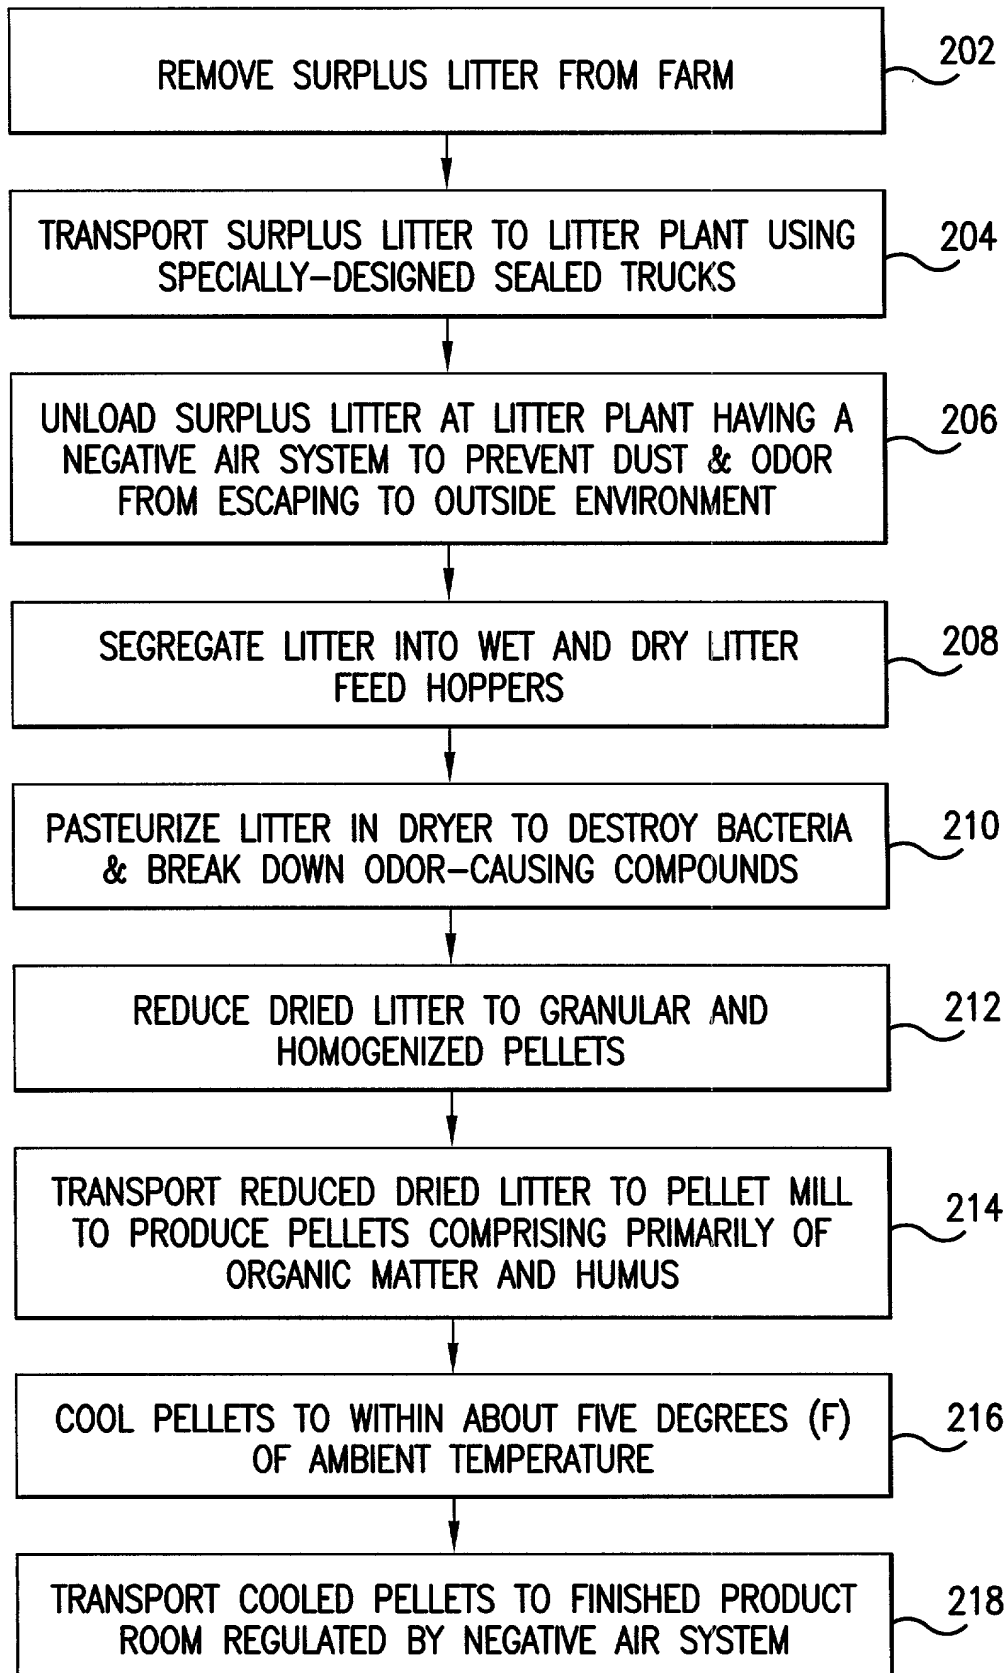 REMOVE SURPLUS LITTER FROM FARM
202
TRANSPORT SURPLUS LITTER TO LITTER PLANT USING
SPECIALLY-DESIGNED SEALED TRUCKS
204
UNLOAD SURPLUS LITTER AT LITTER PLANT HAVING A
NEGATIVE AIR SYSTEM TO PREVENT DUST & ODOR
FROM ESCAPING TO OUTSIDE ENVIRONMENT
206
SEGREGATE LITTER INTO WET AND DRY LITTER
FEED HOPPERS
208
PASTEURIZE LITTER IN DRYER TO DESTROY BACTERIA
& BREAK DOWN ODOR-CAUSING COMPOUNDS
210
REDUCE DRIED LITTER TO GRANULAR AND
HOMOGENIZED PELLETS
212
TRANSPORT REDUCED DRIED LITTER TO PELLET MILL
TO PRODUCE PELLETS COMPRISING PRIMARILY OF
ORGANIC MATTER AND HUMUS
214
COOL PELLETS TO WITHIN ABOUT FIVE DEGREES (F)
OF AMBIENT TEMPERATURE
216
TRANSPORT COOLED PELLETS TO FINISHED PRODUCT
ROOM REGULATED BY NEGATIVE AIR SYSTEM
218